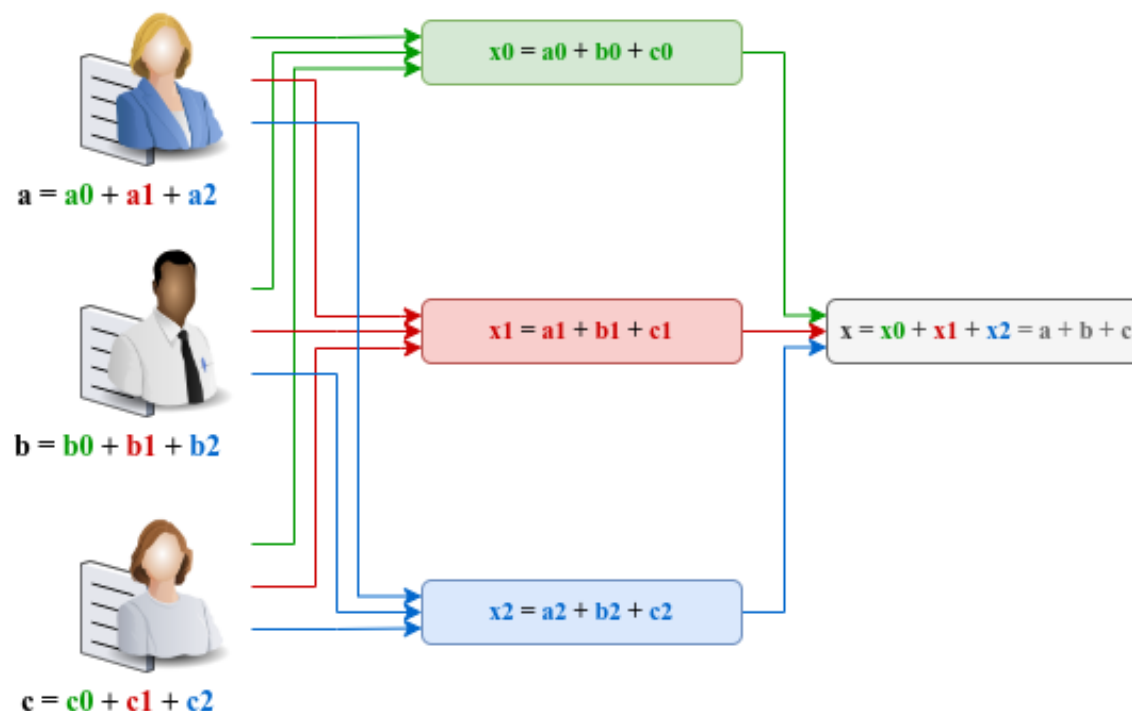 x0 = a0 + b0 + c0
a = a0 + a1 + a2
x1 = a1 + b1 + c1
x = x0 + x1 + x2 = a + b + c
b = b0 + b1 + b2
x2 = a2 + b2 + c2
c = c0 + c1 + c2